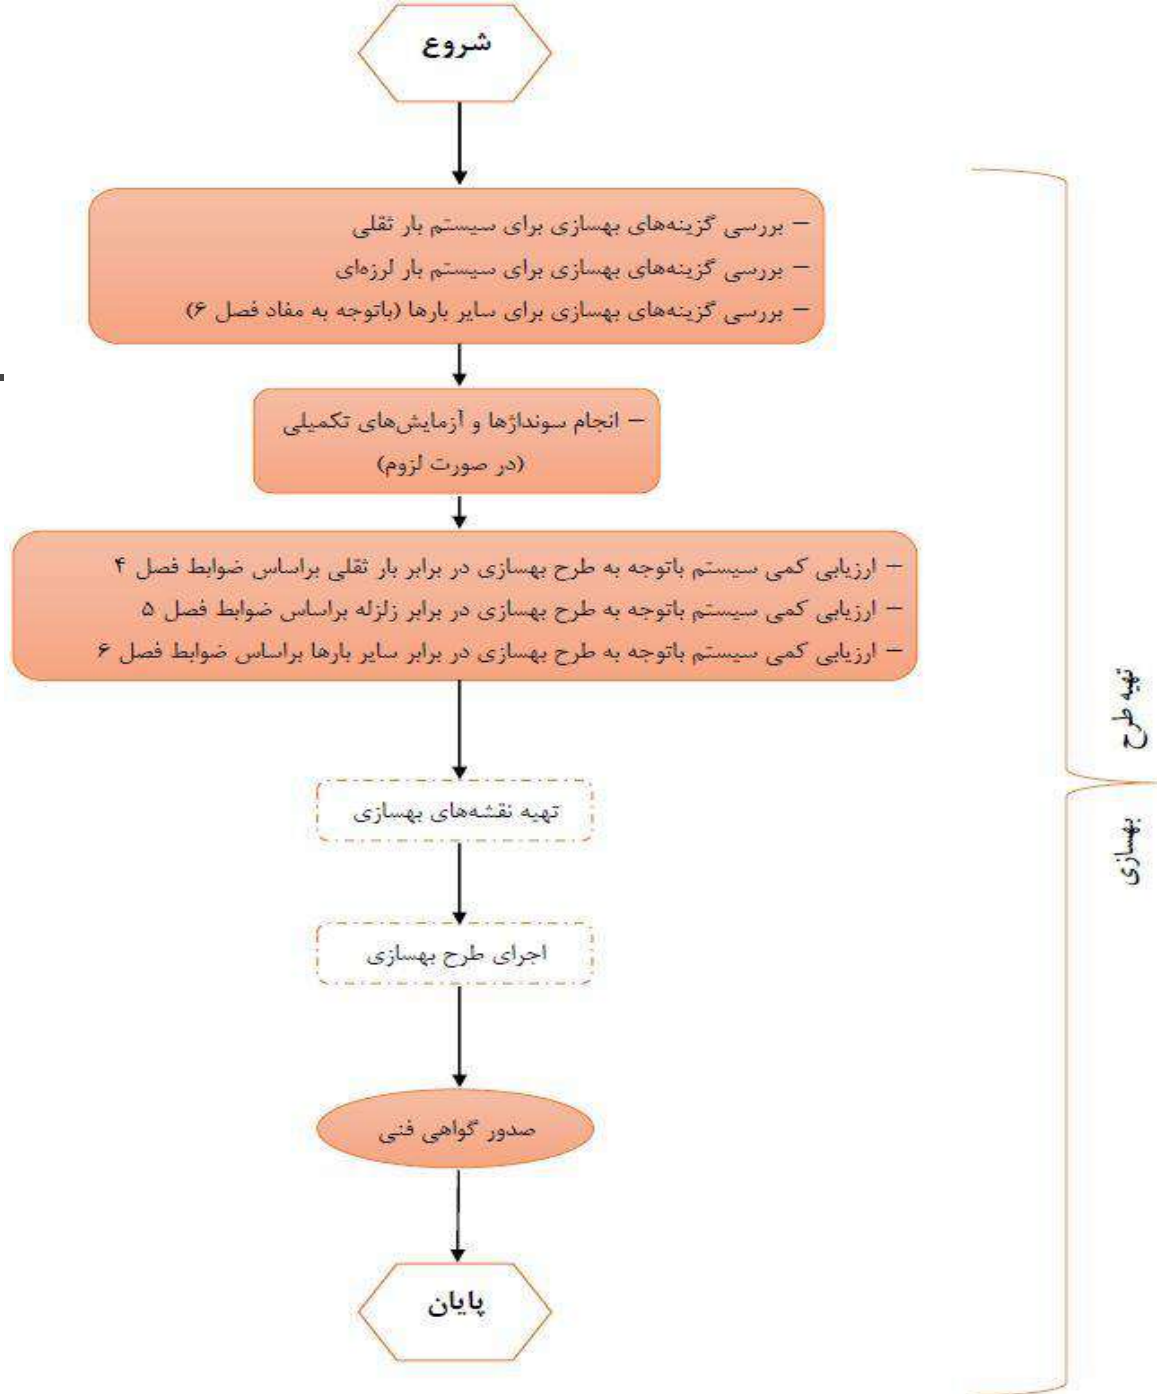 شروع
– بررسی گزینه‌های بهسازی برای سیستم بار ثقلی
– بررسی گزینه‌های بهسازی برای سیستم بار لرزه‌ای
– بررسی گزینه‌های بهسازی برای سایر بارها (باتوجه به مفاد فصل ۶)
– انجام سونداژها و آزمایش‌های تکمیلی
(در صورت لزوم)
– ارزیابی کمی سیستم باتوجه به طرح بهسازی در برابر بار ثقلی براساس ضوابط فصل ۴
– ارزیابی کمی سیستم باتوجه به طرح بهسازی در برابر زلزله براساس ضوابط فصل ۵
– ارزیابی کمی سیستم باتوجه به طرح بهسازی در برابر سایر بارها براساس ضوابط فصل ۶
تهیه نقشه‌های بهسازی
اجرای طرح بهسازی
صدور گواهی فنی
پایان
تهیه طرح
بهسازی